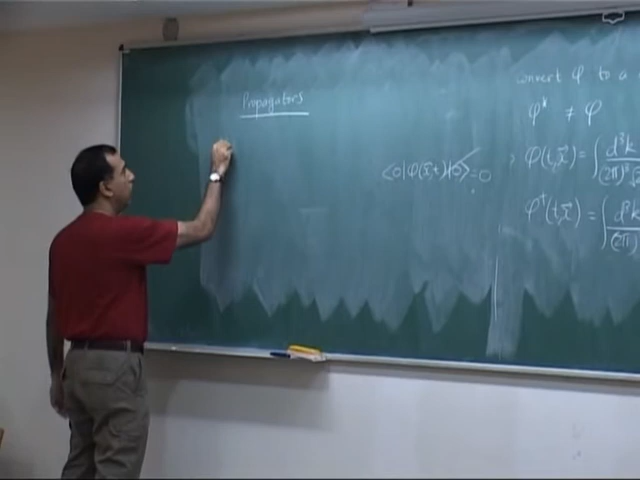 Propagators
<0|φ(x⃗,t)|0>=0
convert φ to a
φ* ≠ φ
φ(t,x⃗) = ∫ d³k/(2π)³
φ†(t,x⃗) = ∫ d³k/(2π)